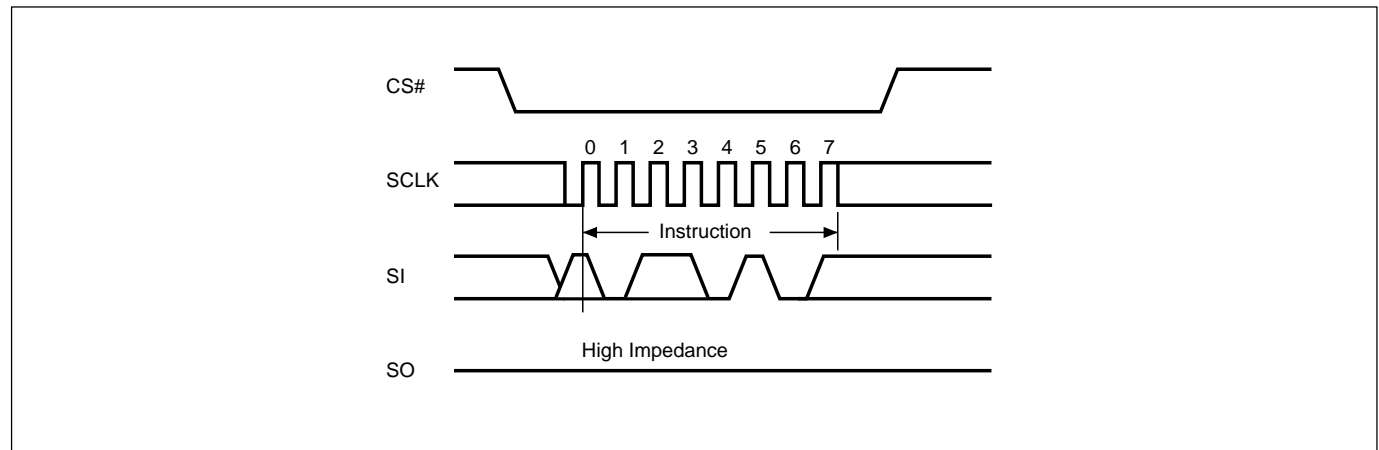 CS#
0 1 2 3 4 5 6 7
SCLK
Instruction
SI
High Impedance
SO